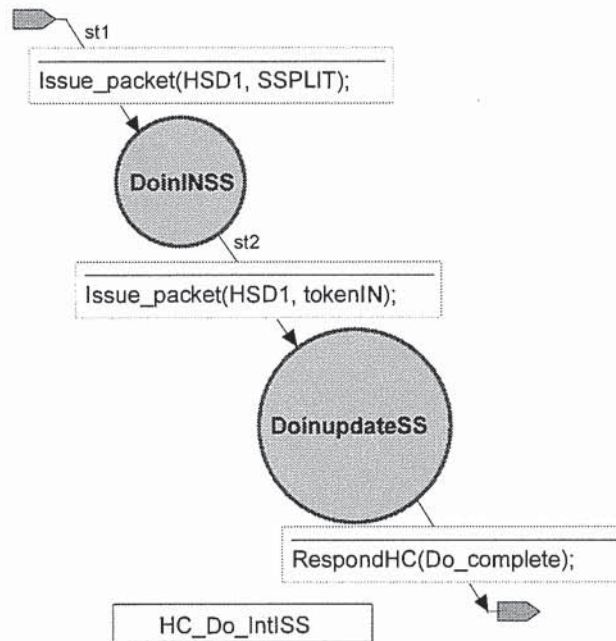 st1
Issue_packet(HSD1, SSPLIT);
DoinINSS
st2
Issue_packet(HSD1, tokenIN);
DoinupdateSS
RespondHC(Do_complete);
HC_Do_IntISS